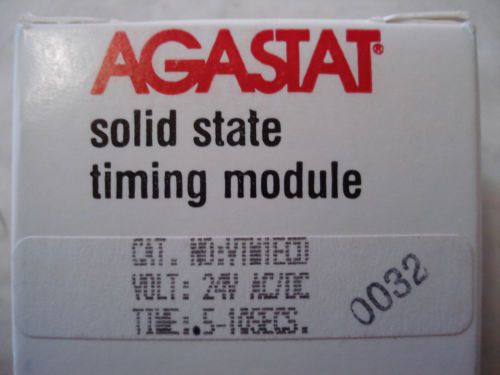 AGASTAT®
solid state
timing module
CAT. NO:VTM1ECD
VOLT: 24V AC/DC
TIME:.5-10SECS.
0032